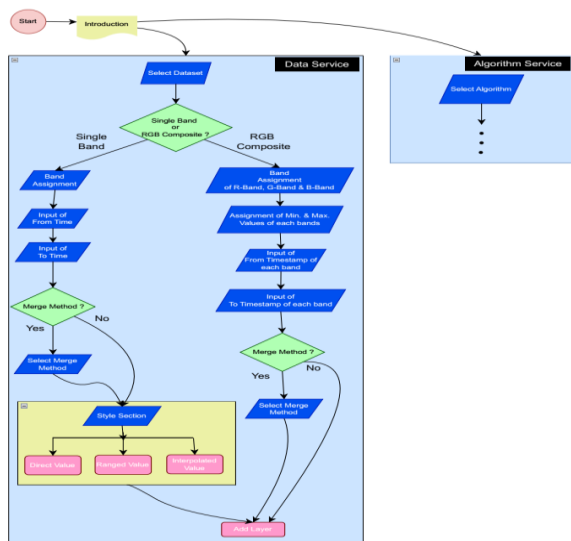 Start
Introduction
Data Service
Algorithm Service
Select Dataset
Select Algorithm
Single Band
or
RGB Composite ?
Single
Band
RGB
Composite
Band
Assignment
Band
Assignment
of R-Band, G-Band & B-Band
Input of
From Time
Assignment of Min. & Max.
Values of each bands
Input of
To Time
Input of
From Timestamp of
each band
Input of
To Timestamp of each band
Merge Method ?
Yes
No
Merge Method ?
Yes
No
Select Merge
Method
Select Merge
Method
Style Section
Direct Value
Ranged Value
Interpolated
Value
Add Layer